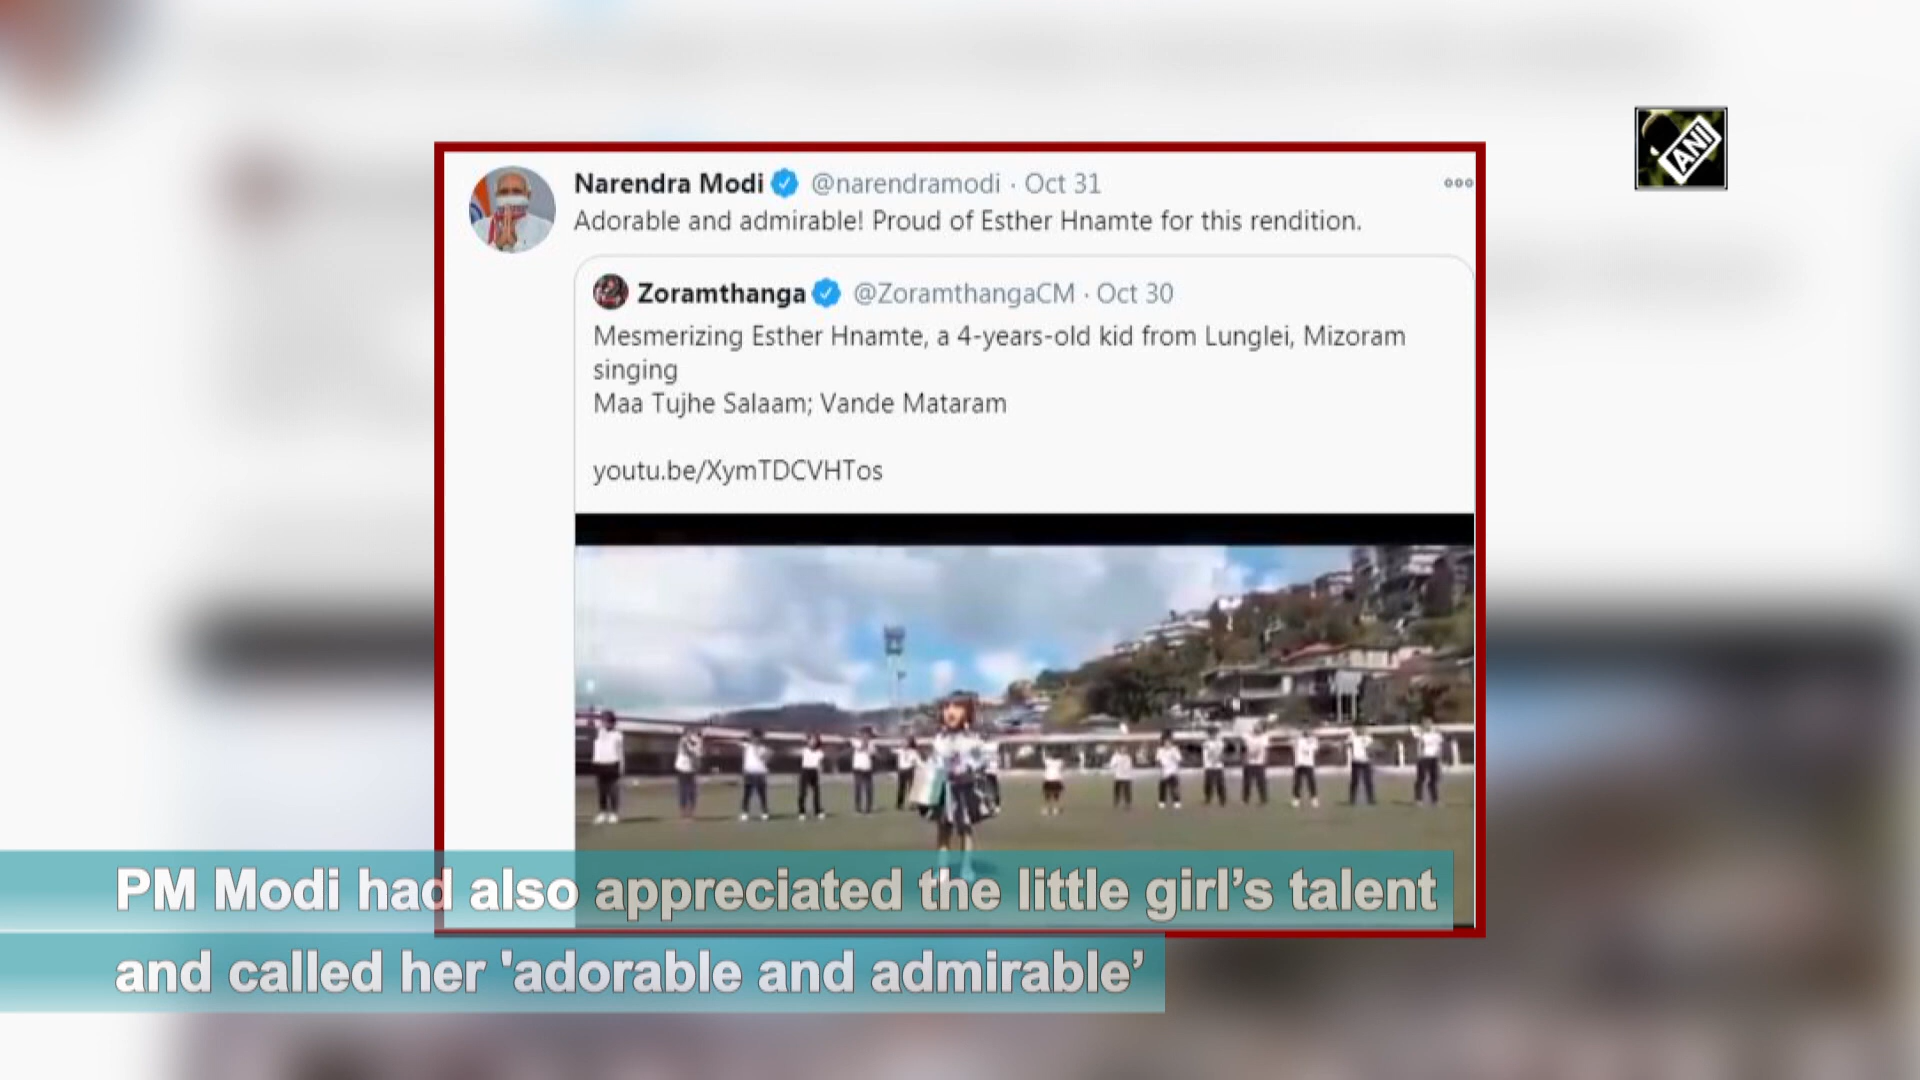 ANI
Narendra Modi @narendramodi · Oct 31
Adorable and admirable! Proud of Esther Hnamte for this rendition.
Zoramthanga @ZoramthangaCM · Oct 30
Mesmerizing Esther Hnamte, a 4-years-old kid from Lunglei, Mizoram
singing
Maa Tujhe Salaam; Vande Mataram
youtu.be/XymTDCVHTos
PM Modi had also appreciated the little girl’s talent
and called her 'adorable and admirable’